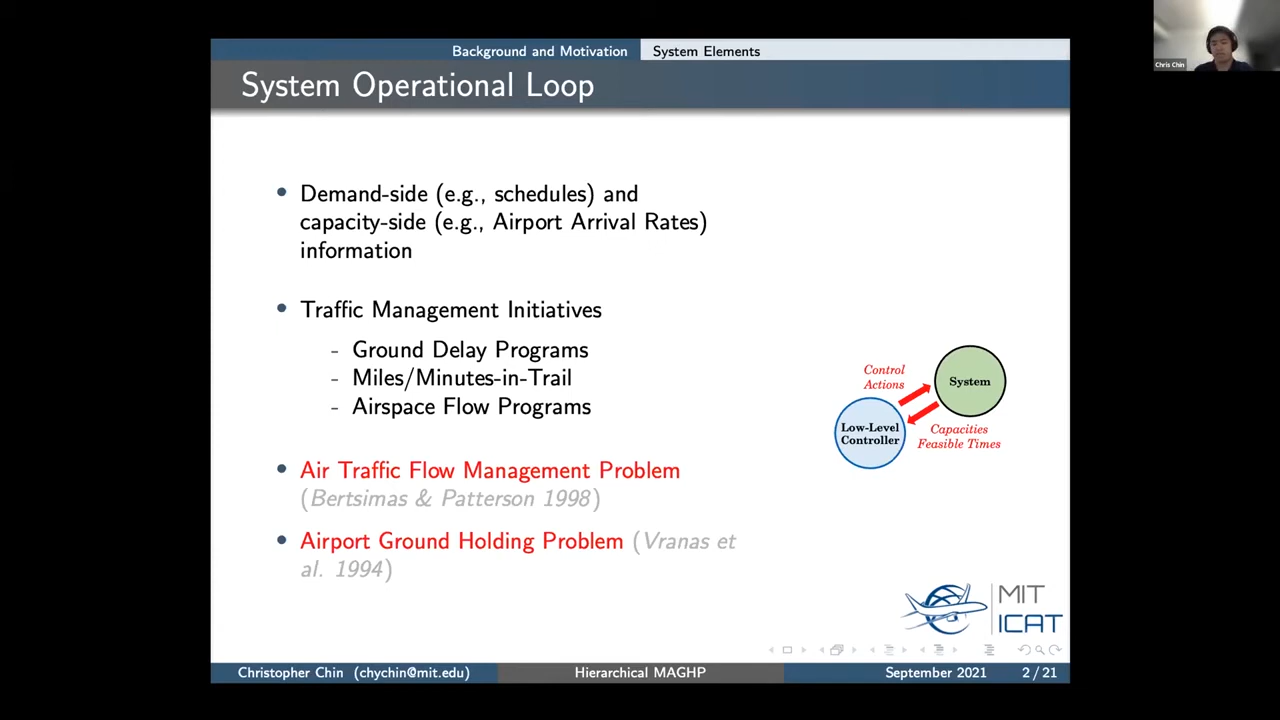 Background and Motivation System Elements
Chris Chin
System Operational Loop
• Demand-side (e.g., schedules) and
capacity-side (e.g., Airport Arrival Rates)
information
• Traffic Management Initiatives
- Ground Delay Programs
- Miles/Minutes-in-Trail
- Airspace Flow Programs
Control
Actions
System
Low-Level
Controller
Capacities
Feasible Times
• Air Traffic Flow Management Problem
(Bertsimas & Patterson 1998)
• Airport Ground Holding Problem (Vranas et
al. 1994)
MIT
ICAT
Christopher Chin (chychin@mit.edu) Hierarchical MAGHP September 2021 2 / 21